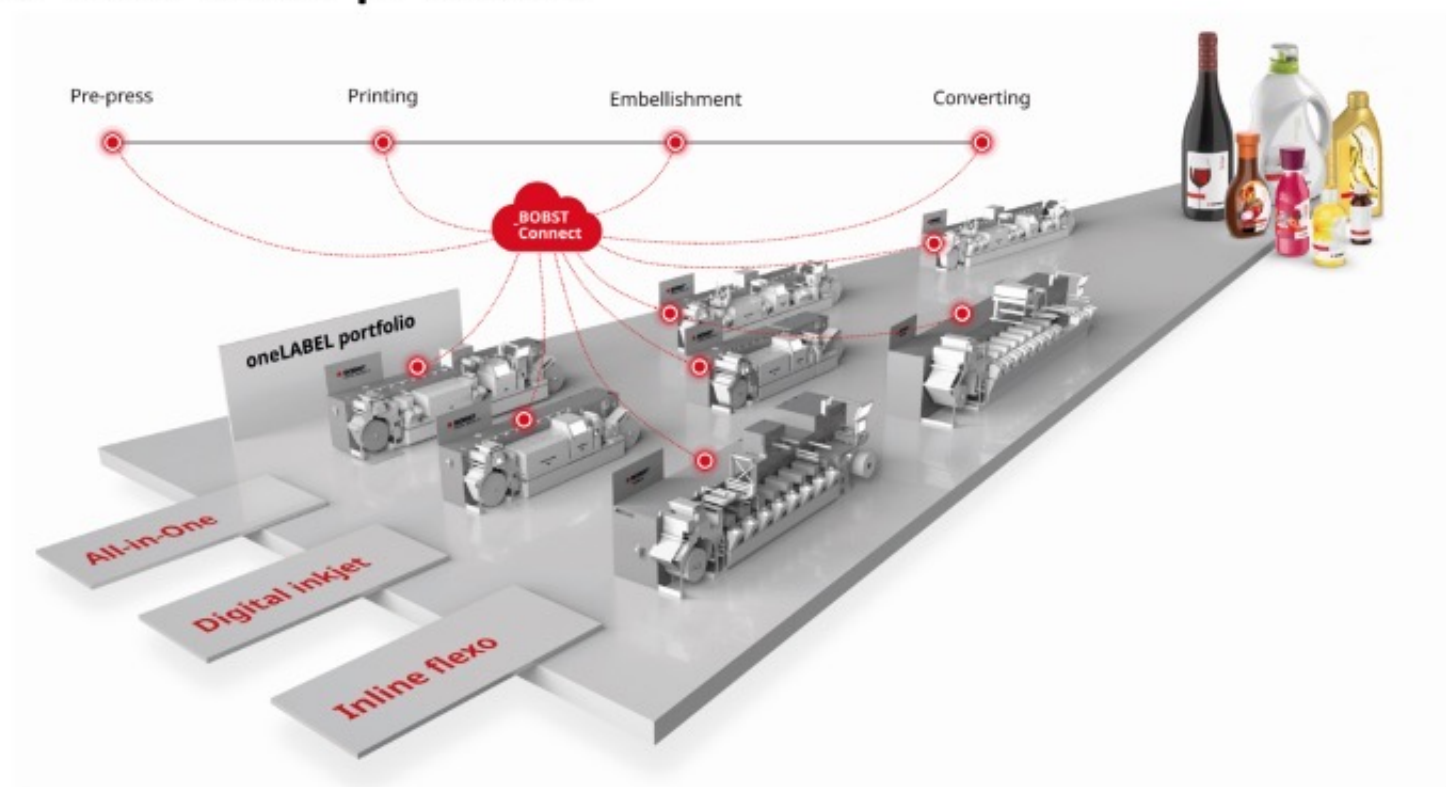 Pre-press
Printing
Embellishment
Converting
BOBST
Connect
oneLABEL portfolio
All-in-One
Digital inkjet
Inline flexo